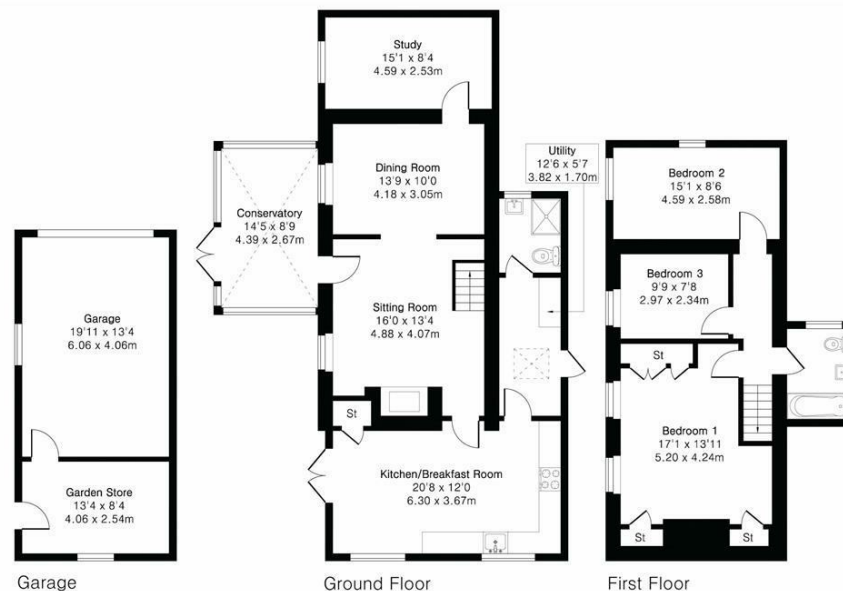 Study
15'1 x 8'4
4.59 x 2.53m
Utility
12'6 x 5'7
3.82 x 1.70m
Dining Room
13'9 x 10'0
4.18 x 3.05m
Bedroom 2
15'1 x 8'6
4.59 x 2.58m
Conservatory
14'5 x 8'9
4.39 x 2.67m
Bedroom 3
9'9 x 7'8
2.97 x 2.34m
Garage
19'11 x 13'4
6.06 x 4.06m
Sitting Room
16'0 x 13'4
4.88 x 4.07m
St
St
Bedroom 1
17'1 x 13'11
5.20 x 4.24m
Kitchen/Breakfast Room
20'8 x 12'0
6.30 x 3.67m
Garden Store
13'4 x 8'4
4.06 x 2.54m
St
St
Garage
Ground Floor
First Floor